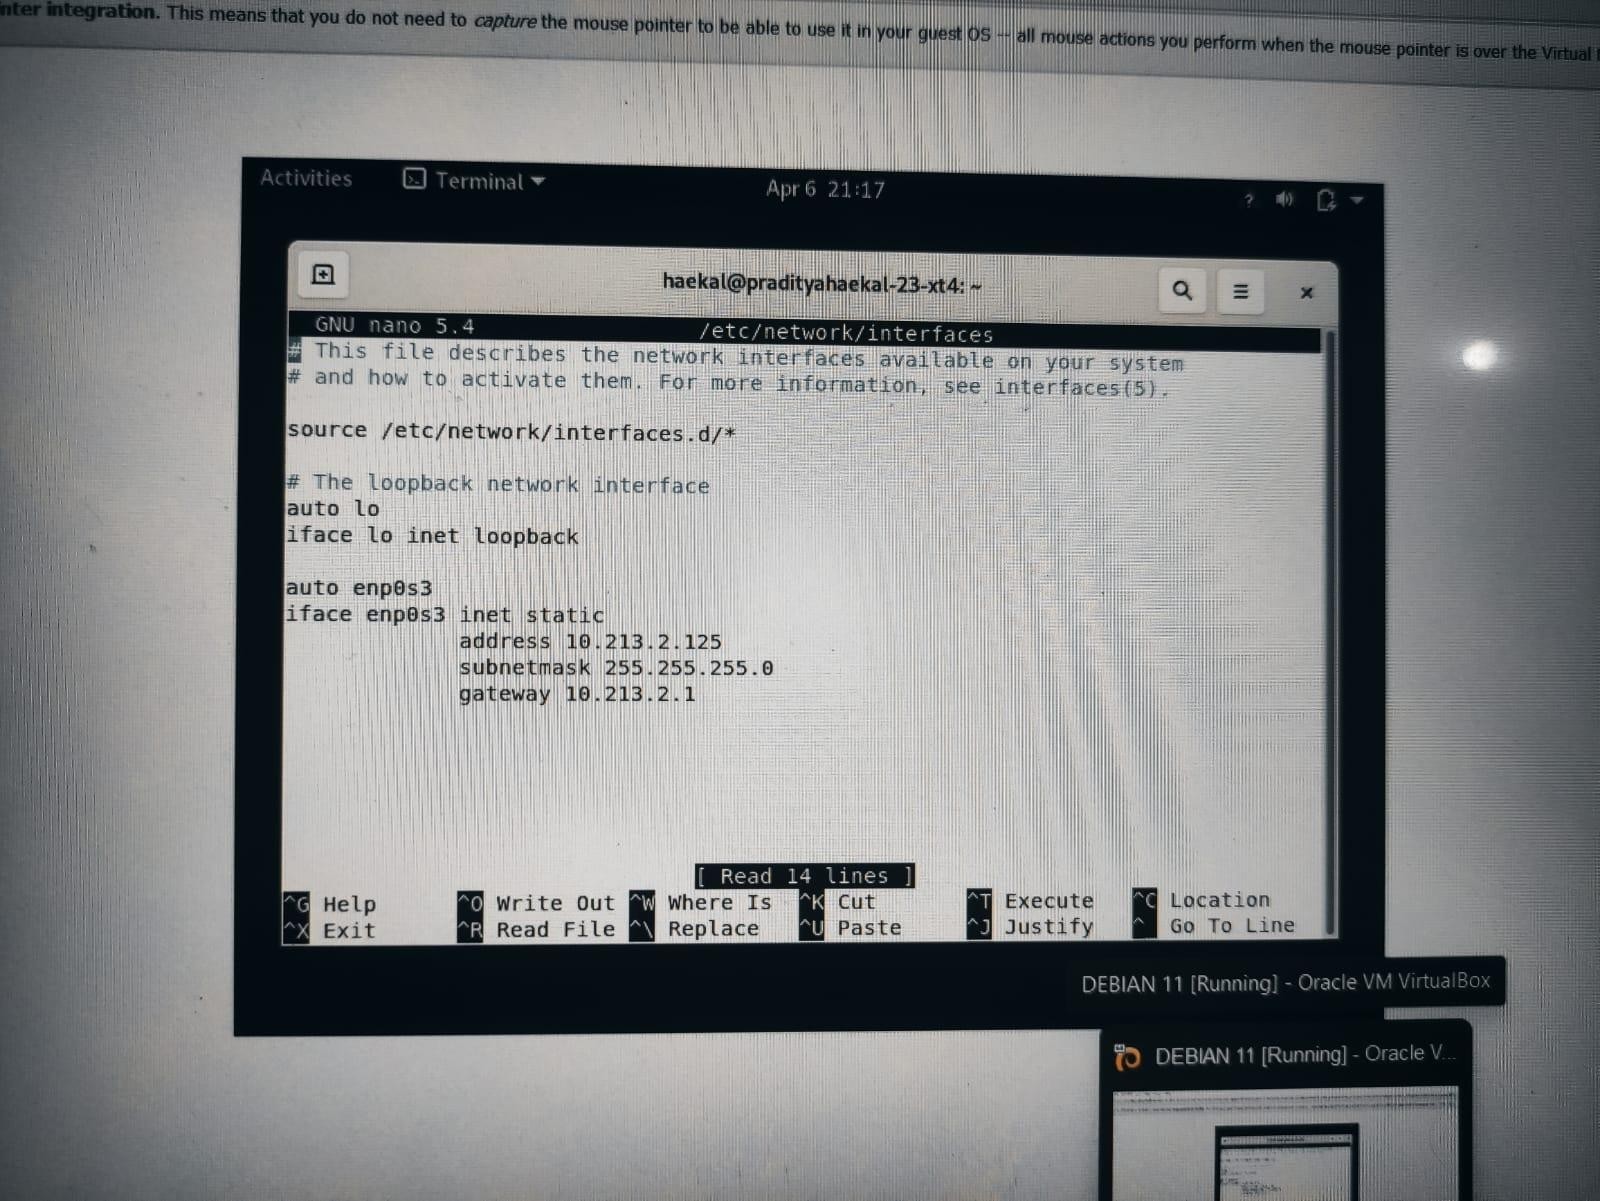 nter integration. This means that you do not need to capture the mouse pointer to be able to use it in your guest OS -- all mouse actions you perform when the mouse pointer is over the Virtual
Activities Terminal Apr 6 21:17 ?
haekal@pradityahaekal-23-xt4: ~
GNU nano 5.4 /etc/network/interfaces
# This file describes the network interfaces available on your system
# and how to activate them. For more information, see interfaces(5).
source /etc/network/interfaces.d/*
# The loopback network interface
auto lo
iface lo inet loopback
auto enp0s3
iface enp0s3 inet static
address 10.213.2.125
subnetmask 255.255.255.0
gateway 10.213.2.1
[ Read 14 lines ]
^G Help ^O Write Out ^W Where Is ^K Cut ^T Execute ^C Location
^X Exit ^R Read File ^\ Replace ^U Paste ^J Justify ^ Go To Line
DEBIAN 11 [Running] - Oracle VM VirtualBox
DEBIAN 11 [Running] - Oracle V...